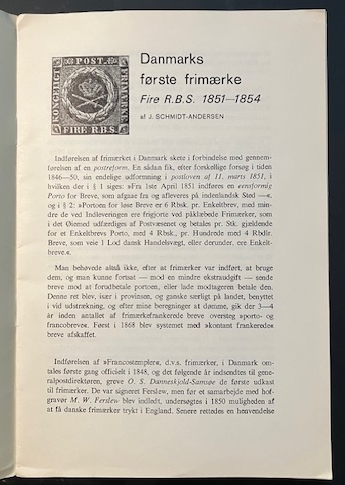 KONGELIGT POST. FRIMÆRKE
FIRE R.B.S.
Danmarks
første frimærke
Fire R.B.S. 1851—1854
af J. SCHMIDT-ANDERSEN
Indførelsen af frimærket i Danmark skete i forbindelse med gennem-
førelsen af en postreform. En sådan fik, efter forskellige forsøg i tiden
1846—50, sin endelige udformning i postloven af 11. marts 1851, i
hvilken der i § 1 siges: »Fra 1ste April 1851 indføres en eensformig
Porto for Breve, som afgaae fra og afleveres på indenlandsk Sted —«,
og i § 2: »Portoen for løse Breve er 6 Rbsk. pr. Enkeltbrev, med min-
dre de ved Indleveringen ere frigjorte ved påklæbede Frimærker, som
i det Øiemed udfærdiges af Postvæsenet og betales pr. Stk. gjældende
for et Enkeltbrevs Porto, med 4 Rbsk., pr. Hundrede med 4 Rbdlr.
Breve, som veie 1 Lod dansk Handelsvægt, eller derunder, ere Enkelt-
breve.«.
Man behøvede altså ikke, efter at frimærker var indført, at bruge
dem, og man kunne fortsat — mod en mindre ekstraudgift — sende
breve mod at forudbetale portoen, eller lade modtageren betale den.
Denne ret blev, især i provinsen, og ganske særligt på landet, benyttet
i vid udstrækning, og efter mine beregninger at dømme, gik der 3—4
år inden antallet af frimærkefrankerede breve oversteg »porto- og
francobreve«. Først i 1868 blev systemet med »kontant frankerede«
breve afskaffet.
Indførelsen af »Francostempler«, d.v.s. frimærker, i Danmark om-
tales første gang officielt i 1848, og det følgende år indsendtes til gene-
ralpostdirektøren, greve O. S. Danneskjold-Samsøe de første udkast
til frimærker. De var signeret Ferslew, men før et samarbejde med hof-
gravør M. W. Ferslew blev indledt, undersøgtes i 1850 muligheden af
at få danske frimærker trykt i England. Senere rettedes en henvendelse